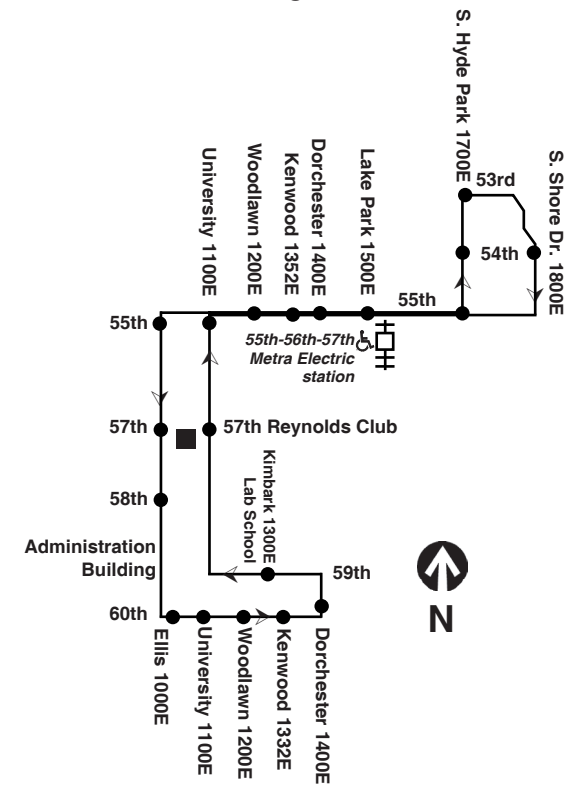 S. Hyde Park 1700E
S. Shore Dr. 1800E
53rd
54th
University 1100E
Woodlawn 1200E
Kenwood 1352E
Dorchester 1400E
Lake Park 1500E
55th
55th
55th-56th-57th
Metra Electric
station
57th
57th Reynolds Club
Kimbark 1300E
Lab School
58th
Administration
Building
59th
60th
Ellis 1000E
University 1100E
Woodlawn 1200E
Kenwood 1332E
Dorchester 1400E
N